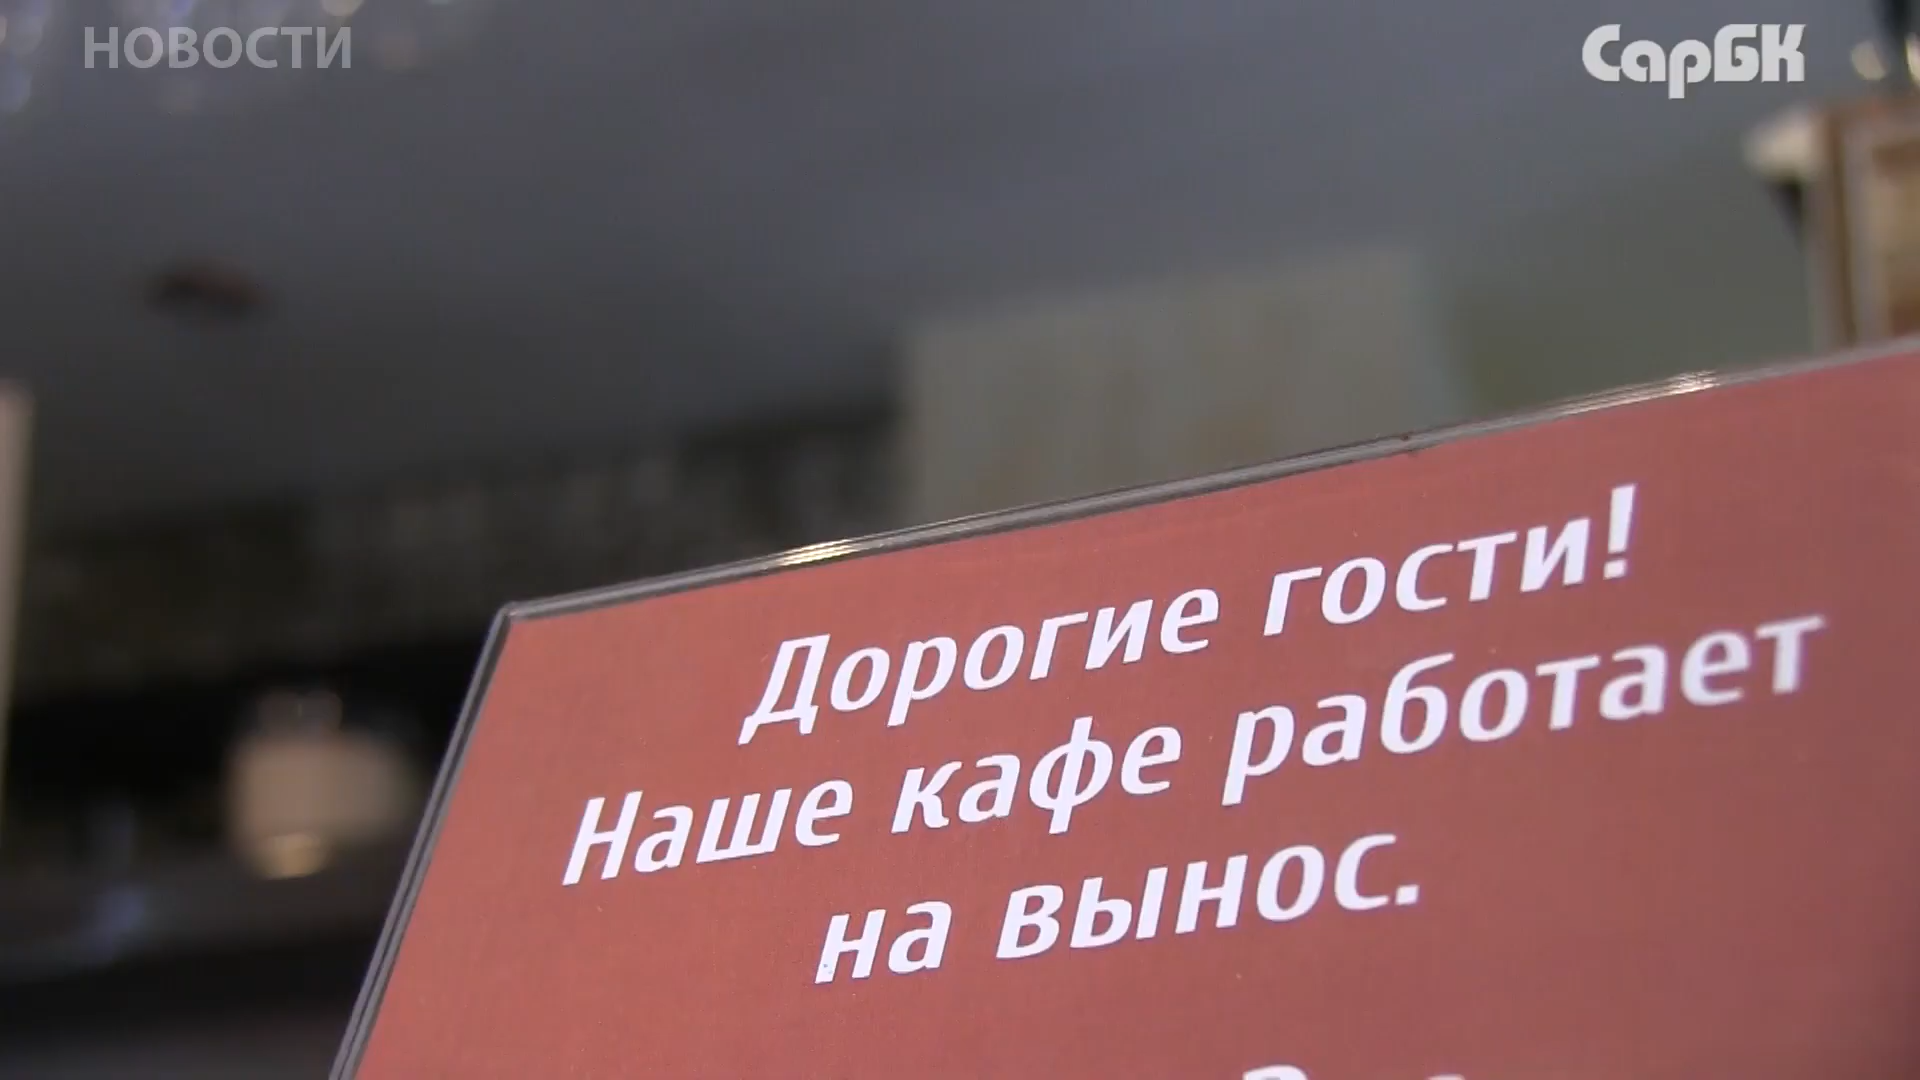 НОВОСТИ
СарБК
Дорогие гости!
Наше кафе работает
на вынос.